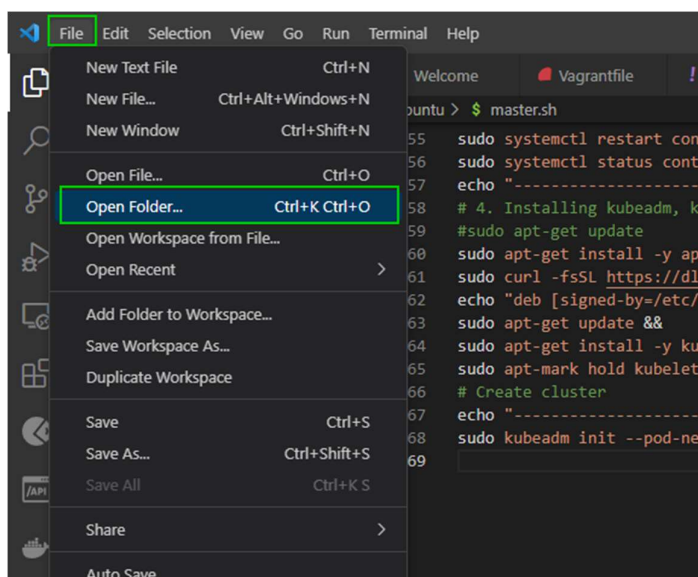 File Edit Selection View Go Run Terminal Help
New Text File Ctrl+N
New File... Ctrl+Alt+Windows+N
New Window Ctrl+Shift+N
Open File... Ctrl+O
Open Folder... Ctrl+K Ctrl+O
Open Workspace from File...
Open Recent
Add Folder to Workspace...
Save Workspace As...
Duplicate Workspace
Save Ctrl+S
Save As... Ctrl+Shift+S
Save All Ctrl+K S
Share
Auto Save
/API
Welcome Vagrantfile !
buntu > $ master.sh
55 sudo systemctl restart con
56 sudo systemctl status cont
57 echo "--------------------
58 # 4. Installing kubeadm, k
59 #sudo apt-get update
60 sudo apt-get install -y ap
61 sudo curl -fsSL https://dl
62 echo "deb [signed-by=/etc/
63 sudo apt-get update &&
64 sudo apt-get install -y ku
65 sudo apt-mark hold kubelet
66 # Create cluster
67 echo "--------------------
68 sudo kubeadm init --pod-ne
69